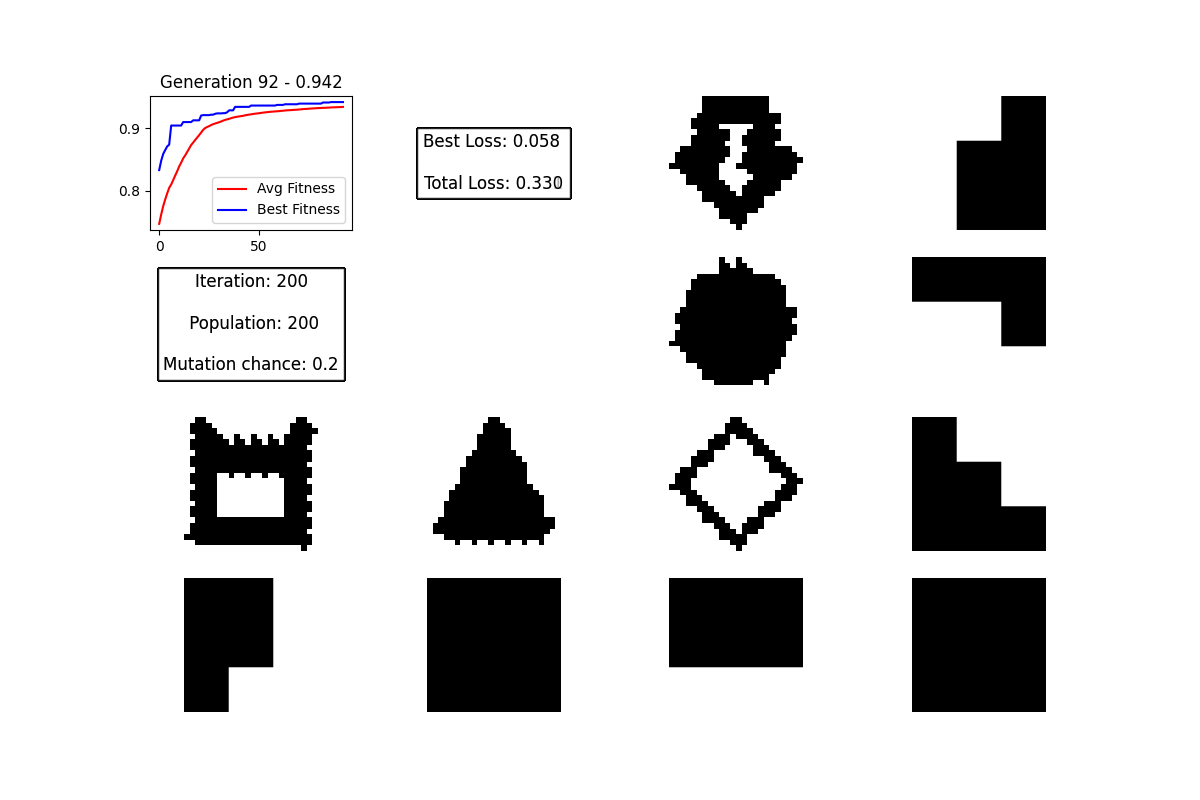 Generation 92 - 0.942
0.9
0.8
Avg Fitness
Best Fitness
0 50
Best Loss: 0.058
Total Loss: 0.330
Iteration: 200
Population: 200
Mutation chance: 0.2